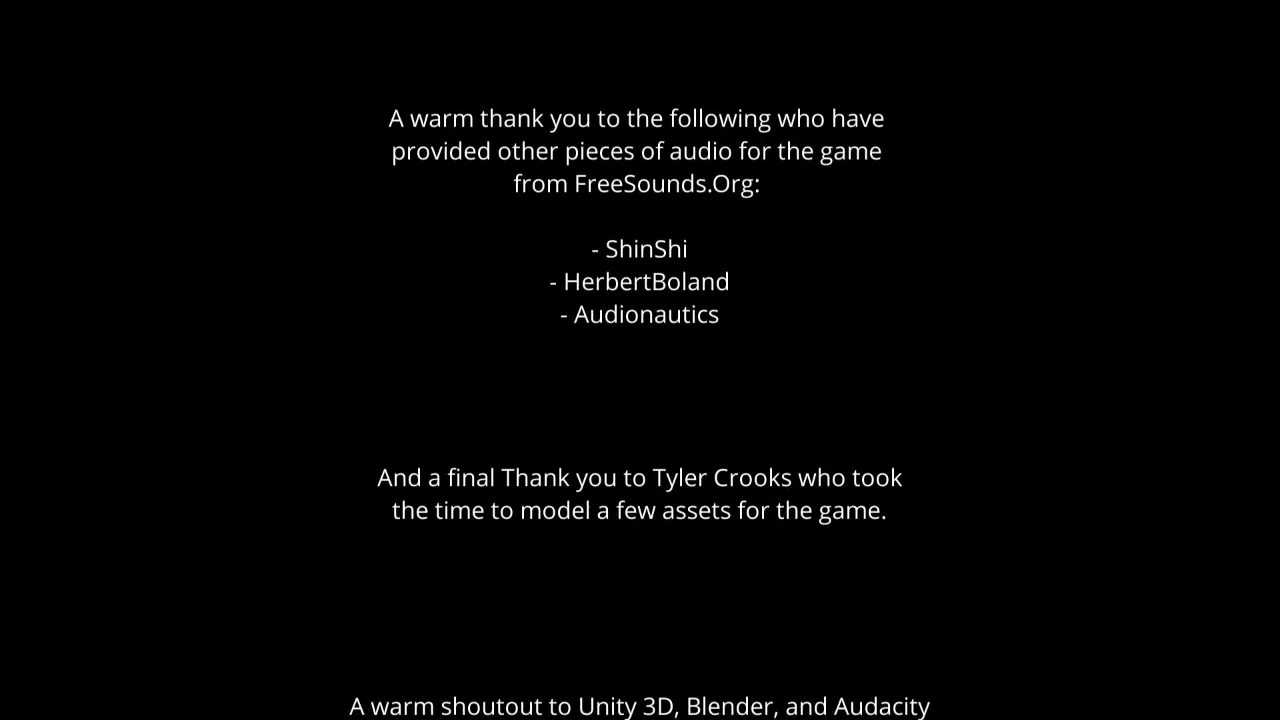 A warm thank you to the following who have
provided other pieces of audio for the game
from FreeSounds.Org:
- ShinShi
- HerbertBoland
- Audionautics
And a final Thank you to Tyler Crooks who took
the time to model a few assets for the game.
A warm shoutout to Unity 3D, Blender, and Audacity